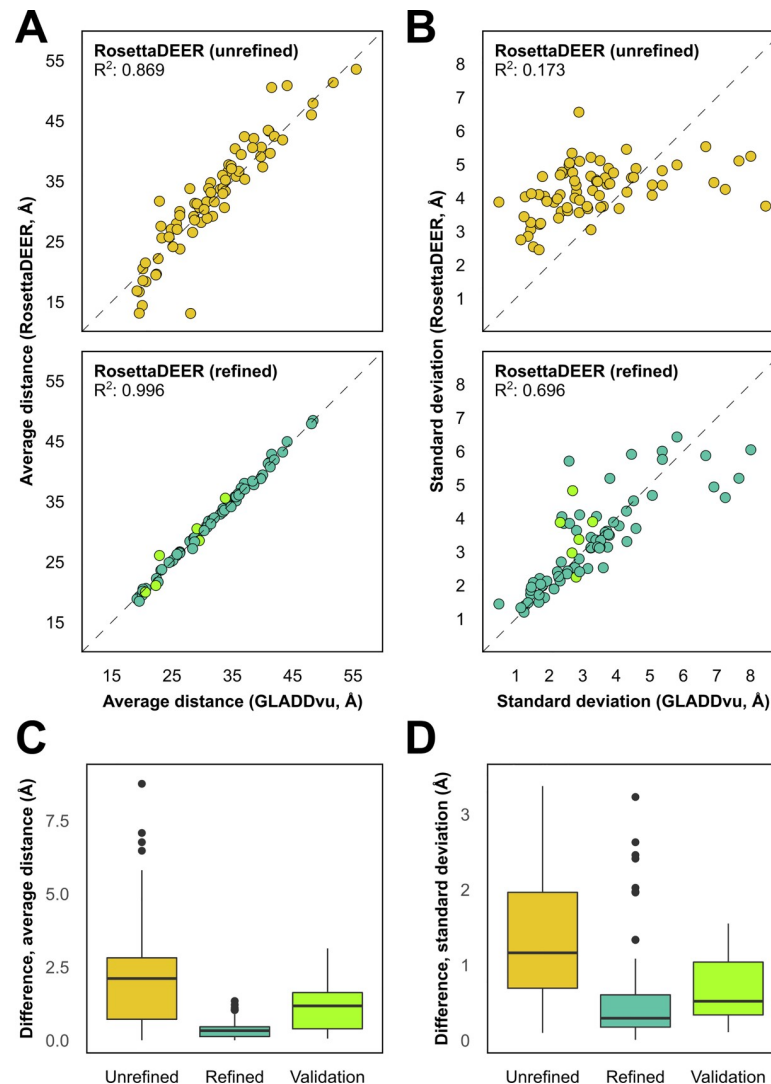 A
B
RosettaDEER (unrefined)
R²: 0.869
55
45
35
25
15
Average distance (RosettaDEER, Å)
RosettaDEER (refined)
R²: 0.996
55
45
35
25
15
15 25 35 45 55
Average distance (GLADDvu, Å)
RosettaDEER (unrefined)
R²: 0.173
8
7
6
5
4
3
2
1
Standard deviation (RosettaDEER, Å)
RosettaDEER (refined)
R²: 0.696
8
7
6
5
4
3
2
1
1 2 3 4 5 6 7 8
Standard deviation (GLADDvu, Å)
C
Difference, average distance (Å)
7.5
5.0
2.5
0.0
Unrefined Refined Validation
D
Difference, standard deviation (Å)
3
2
1
0
Unrefined Refined Validation